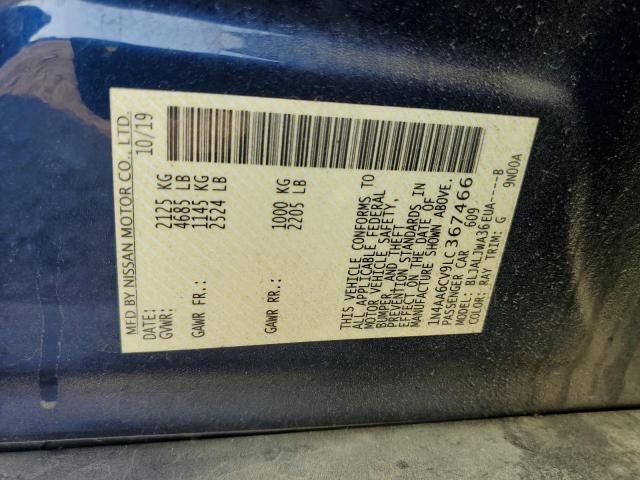 MFD BY NISSAN MOTOR CO., LTD.
DATE: 10/19
GVWR: 2125 KG
4685 LB
GAWR FR.: 1145 KG
2524 LB
GAWR RR.: 1000 KG
2205 LB
THIS VEHICLE CONFORMS TO
ALL APPLICABLE FEDERAL
MOTOR VEHICLE SAFETY,
BUMPER, AND THEFT
PREVENTION STANDARDS IN
EFFECT ON THE DATE OF
MANUFACTURE SHOWN ABOVE.
1N4AA6CV9LC367466
PASSENGER CAR 609
MODEL: BLJALJWA36EUA----B
COLOR: RAY TRIM: G 9N00A